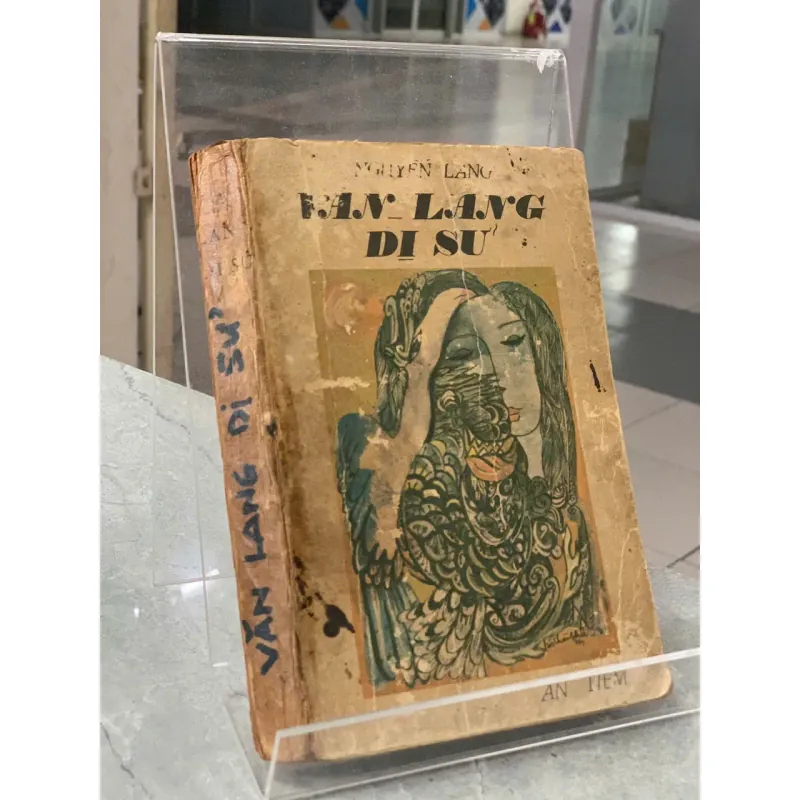 NGUYỄN LANG
VĂN LANG
DỊ SỬ
AN TIÊM
VĂN LANG DỊ SỬ